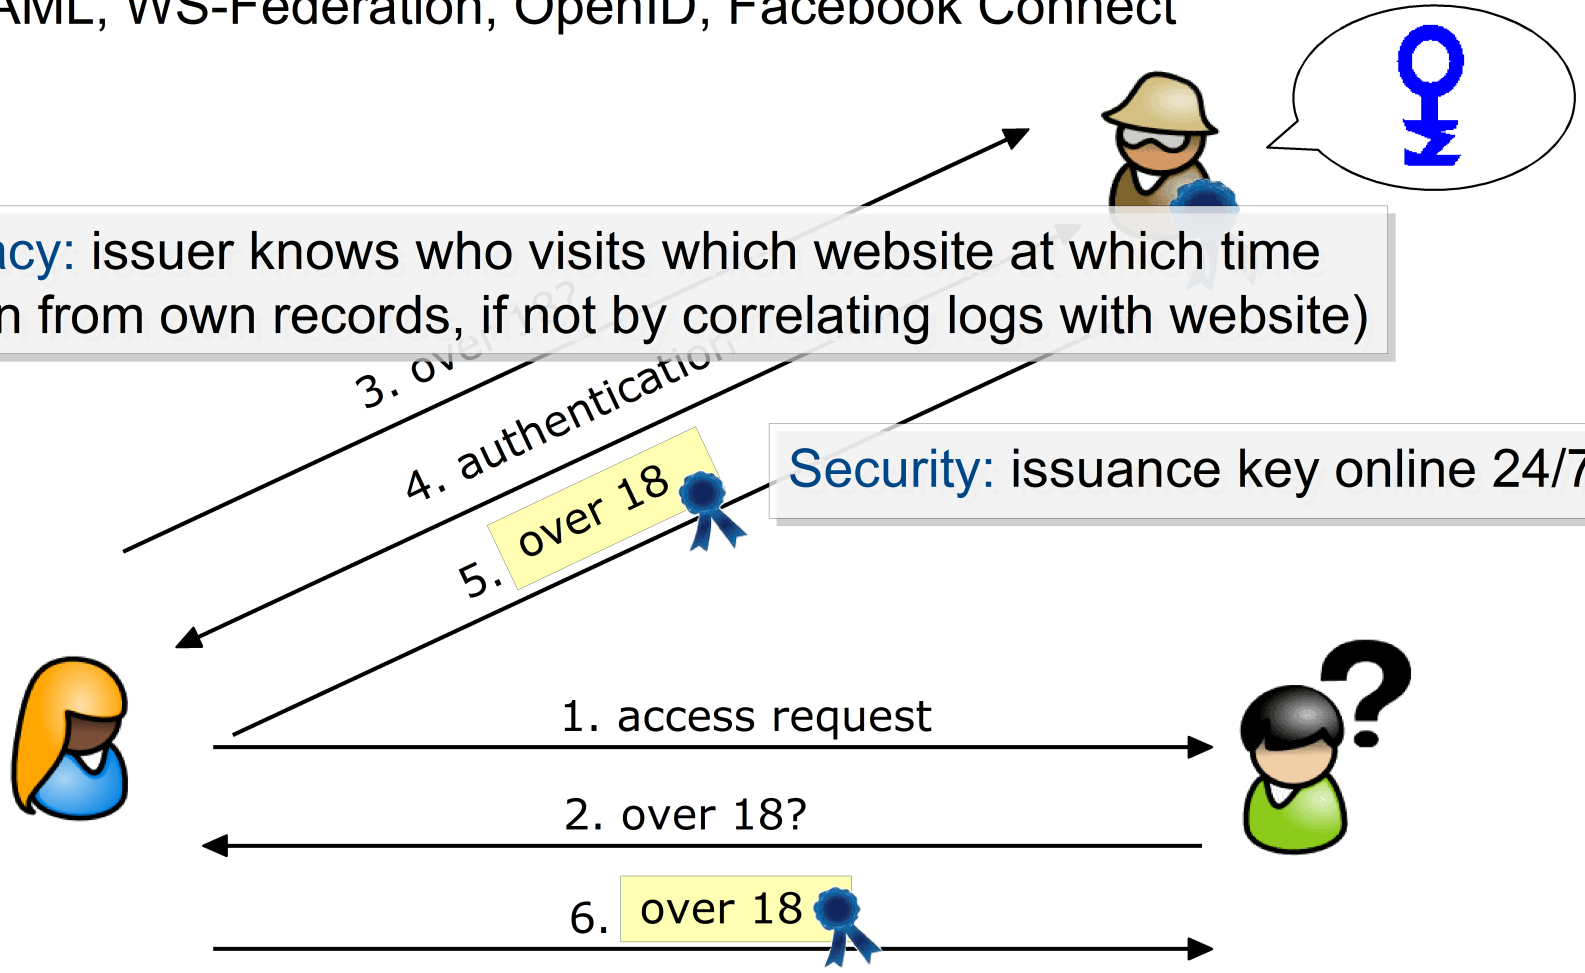 AML, WS-Federation, OpenID, Facebook Connect
acy: issuer knows who visits which website at which time
n from own records, if not by correlating logs with website)
3. over 18?
4. authentication
5. over 18
Security: issuance key online 24/7
1. access request
2. over 18?
6. over 18